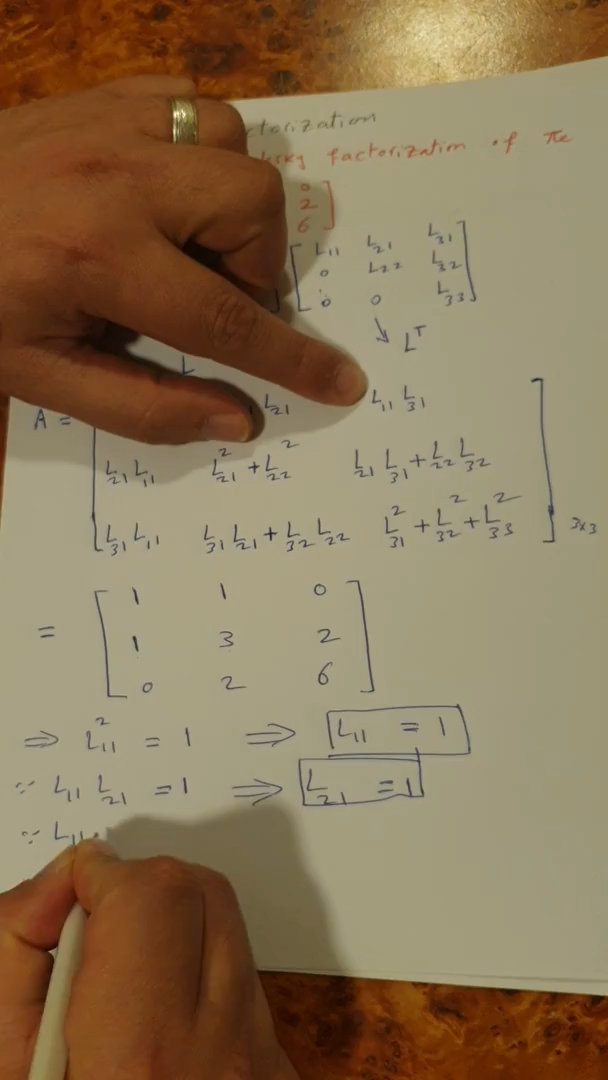 factorization of the
0
2
6 ]
[ L11 L21 L31
0 L22 L32
0 0 L33 ]
↘ L^T
L
A = [ L21 L11 L31
L21 L11 L21^2 + L22^2 L21 L31 + L22 L32
L31 L11 L31 L21 + L32 L22 L31^2 + L32^2 + L33^2 ] 3x3
= [ 1 1 0
1 3 2
0 2 6 ]
⇒ L11^2 = 1 ⇒ L11 = 1
∵ L11 L21 = 1 ⇒ L21 = 1
∵ L11